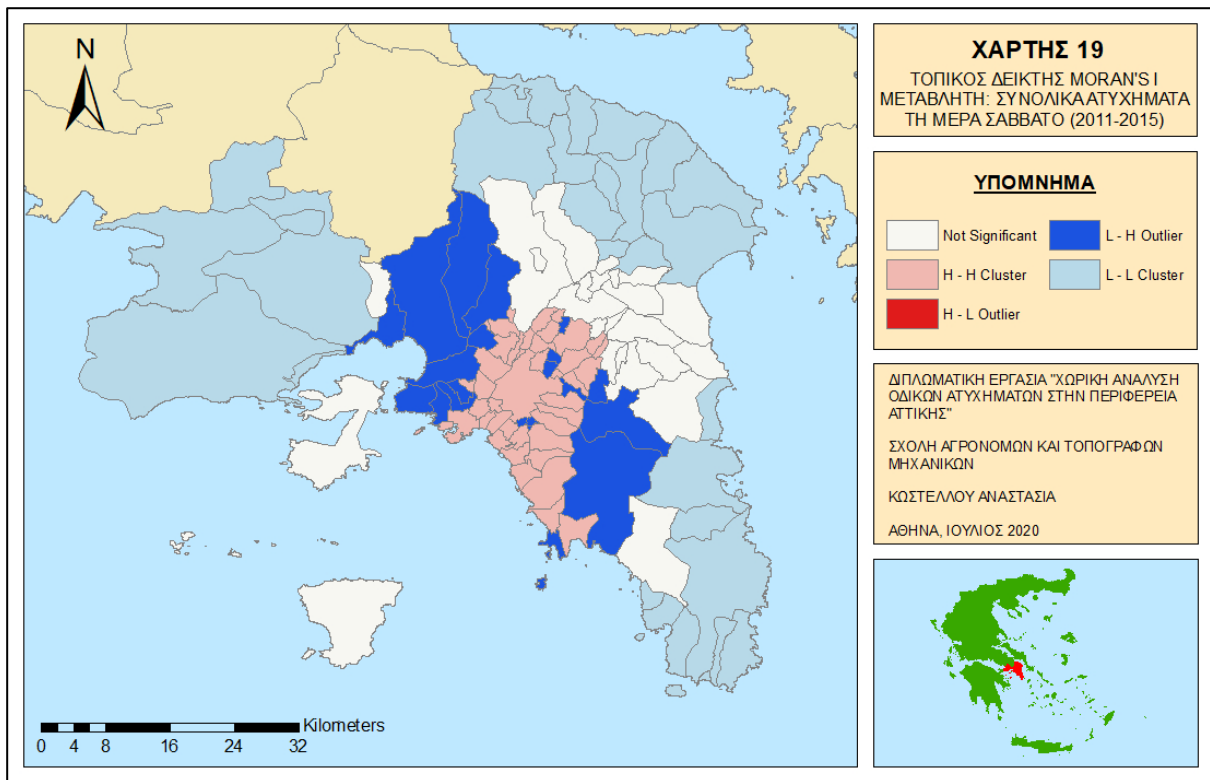 N
Kilometers
0 4 8 16 24 32
ΧΑΡΤΗΣ 19
ΤΟΠΙΚΟΣ ΔΕΙΚΤΗΣ MORAN'S I
ΜΕΤΑΒΛΗΤΗ: ΣΥΝΟΛΙΚΑ ΑΤΥΧΗΜΑΤΑ
ΤΗ ΜΕΡΑ ΣΑΒΒΑΤΟ (2011-2015)
ΥΠΟΜΝΗΜΑ
Not Significant
L - H Outlier
H - H Cluster
L - L Cluster
H - L Outlier
ΔΙΠΛΩΜΑΤΙΚΗ ΕΡΓΑΣΙΑ "ΧΩΡΙΚΗ ΑΝΑΛΥΣΗ
ΟΔΙΚΩΝ ΑΤΥΧΗΜΑΤΩΝ ΣΤΗΝ ΠΕΡΙΦΕΡΕΙΑ
ΑΤΤΙΚΗΣ"
ΣΧΟΛΗ ΑΓΡΟΝΟΜΩΝ ΚΑΙ ΤΟΠΟΓΡΑΦΩΝ
ΜΗΧΑΝΙΚΩΝ
ΚΩΣΤΕΛΛΟΥ ΑΝΑΣΤΑΣΙΑ
ΑΘΗΝΑ, ΙΟΥΛΙΟΣ 2020